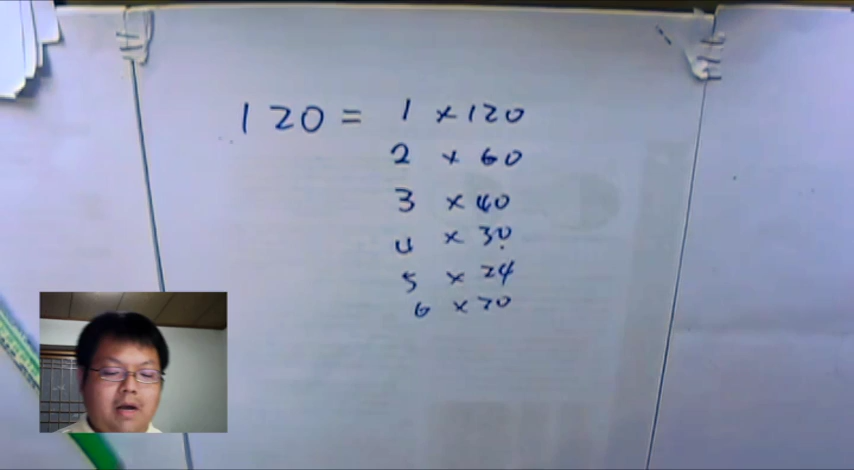 120 = 1 × 120
2 × 60
3 × 40
4 × 30
5 × 24
6 × 20